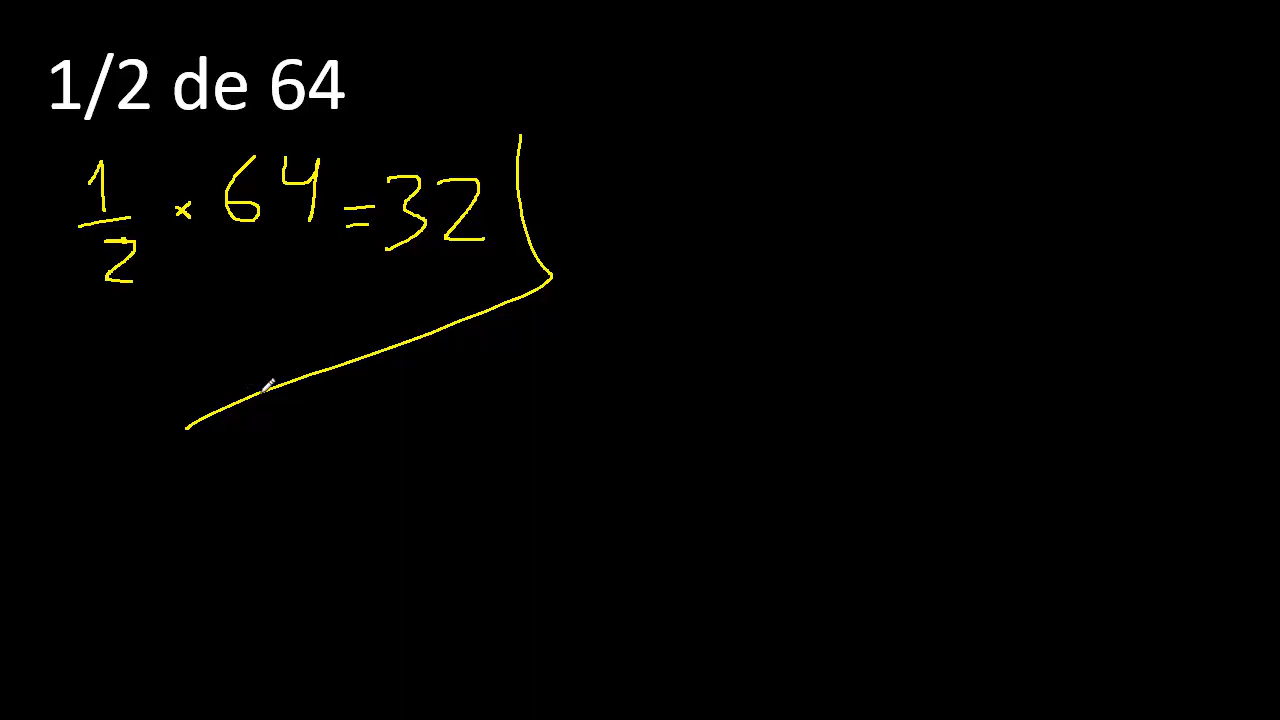 1/2 de 64
1/2 × 64 = 32